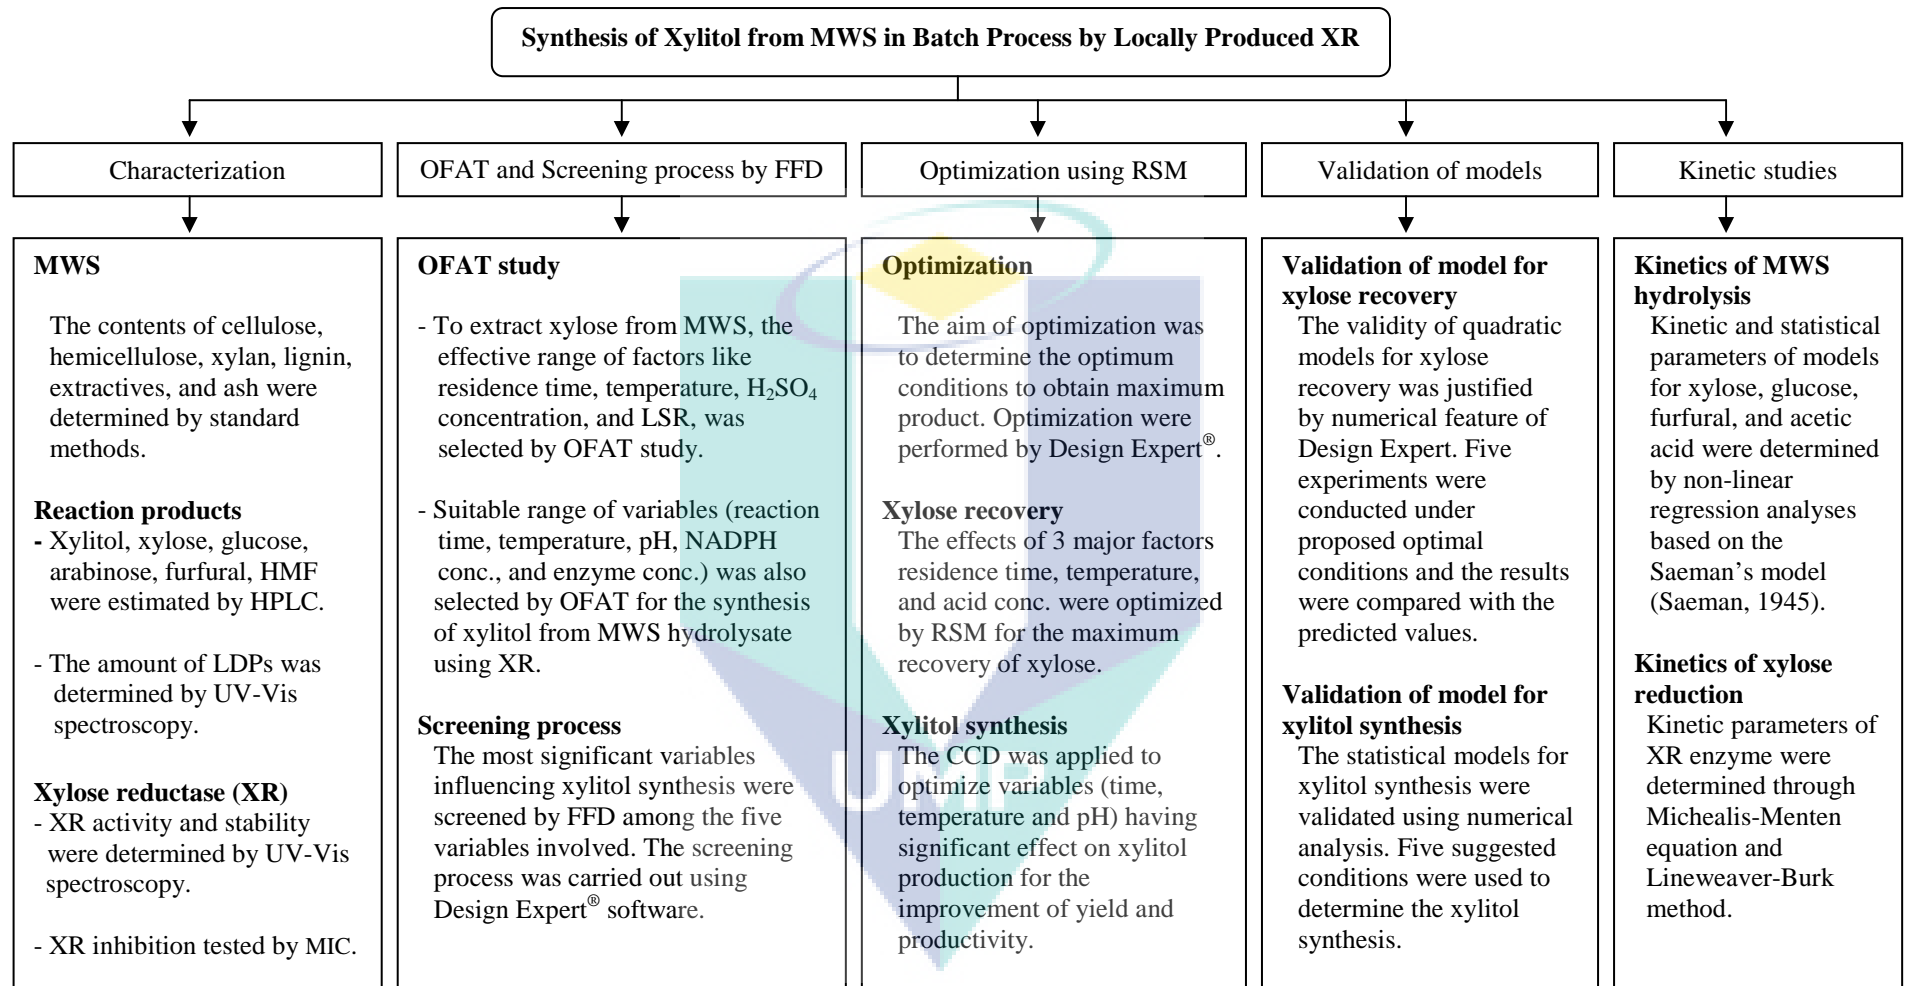 Synthesis of Xylitol from MWS in Batch Process by Locally Produced XR
Characterization
MWS
The contents of cellulose,
hemicellulose, xylan, lignin,
extractives, and ash were
determined by standard
methods.
Reaction products
- Xylitol, xylose, glucose,
arabinose, furfural, HMF
were estimated by HPLC.
- The amount of LDPs was
determined by UV-Vis
spectroscopy.
Xylose reductase (XR)
- XR activity and stability
were determined by UV-Vis
spectroscopy.
- XR inhibition tested by MIC.
OFAT and Screening process by FFD
OFAT study
- To extract xylose from MWS, the
effective range of factors like
residence time, temperature, H₂SO₄
concentration, and LSR, was
selected by OFAT study.
- Suitable range of variables (reaction
time, temperature, pH, NADPH
conc., and enzyme conc.) was also
selected by OFAT for the synthesis
of xylitol from MWS hydrolysate
using XR.
Screening process
The most significant variables
influencing xylitol synthesis were
screened by FFD among the five
variables involved. The screening
process was carried out using
Design Expert® software.
Optimization using RSM
Optimization
The aim of optimization was
to determine the optimum
conditions to obtain maximum
product. Optimization were
performed by Design Expert®.
Xylose recovery
The effects of 3 major factors
residence time, temperature,
and acid conc. were optimized
by RSM for the maximum
recovery of xylose.
Xylitol synthesis
The CCD was applied to
optimize variables (time,
temperature and pH) having
significant effect on xylitol
production for the
improvement of yield and
productivity.
Validation of models
Validation of model for
xylose recovery
The validity of quadratic
models for xylose
recovery was justified
by numerical feature of
Design Expert. Five
experiments were
conducted under
proposed optimal
conditions and the results
were compared with the
predicted values.
Validation of model for
xylitol synthesis
The statistical models for
xylitol synthesis were
validated using numerical
analysis. Five suggested
conditions were used to
determine the xylitol
synthesis.
Kinetic studies
Kinetics of MWS
hydrolysis
Kinetic and statistical
parameters of models
for xylose, glucose,
furfural, and acetic
acid were determined
by non-linear
regression analyses
based on the
Saeman's model
(Saeman, 1945).
Kinetics of xylose
reduction
Kinetic parameters of
XR enzyme were
determined through
Michealis-Menten
equation and
Lineweaver-Burk
method.
UMP